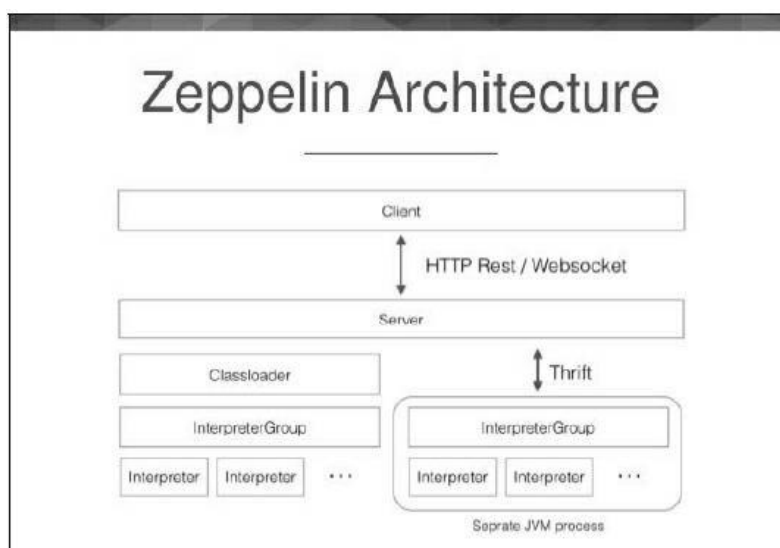 Zeppelin Architecture
Client
HTTP Rest / Websocket
Server
Classloader
Thrift
InterpreterGroup
InterpreterGroup
Interpreter Interpreter ...
Interpreter Interpreter ...
Seprate JVM process